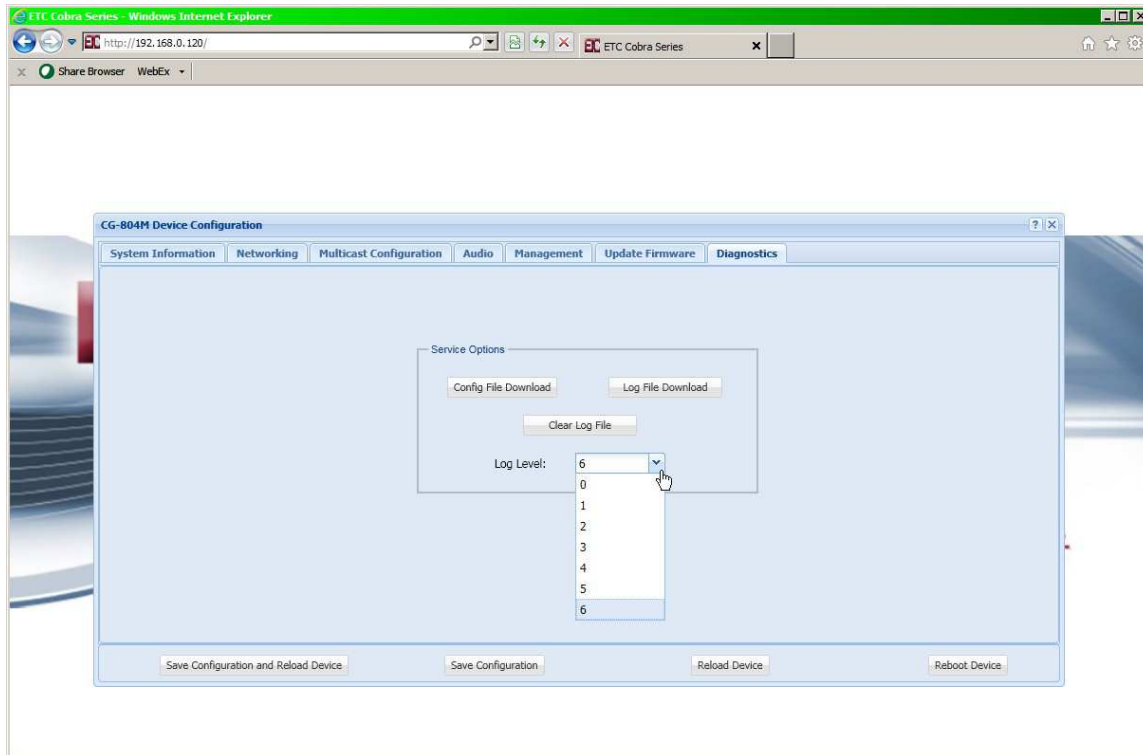 ETC Cobra Series - Windows Internet Explorer
http://192.168.0.120/
ETC Cobra Series
Share Browser WebEx
CG-804M Device Configuration
System Information Networking Multicast Configuration Audio Management Update Firmware Diagnostics
Service Options
Config File Download Log File Download
Clear Log File
Log Level: 6
0
1
2
3
4
5
6
Save Configuration and Reload Device Save Configuration Reload Device Reboot Device